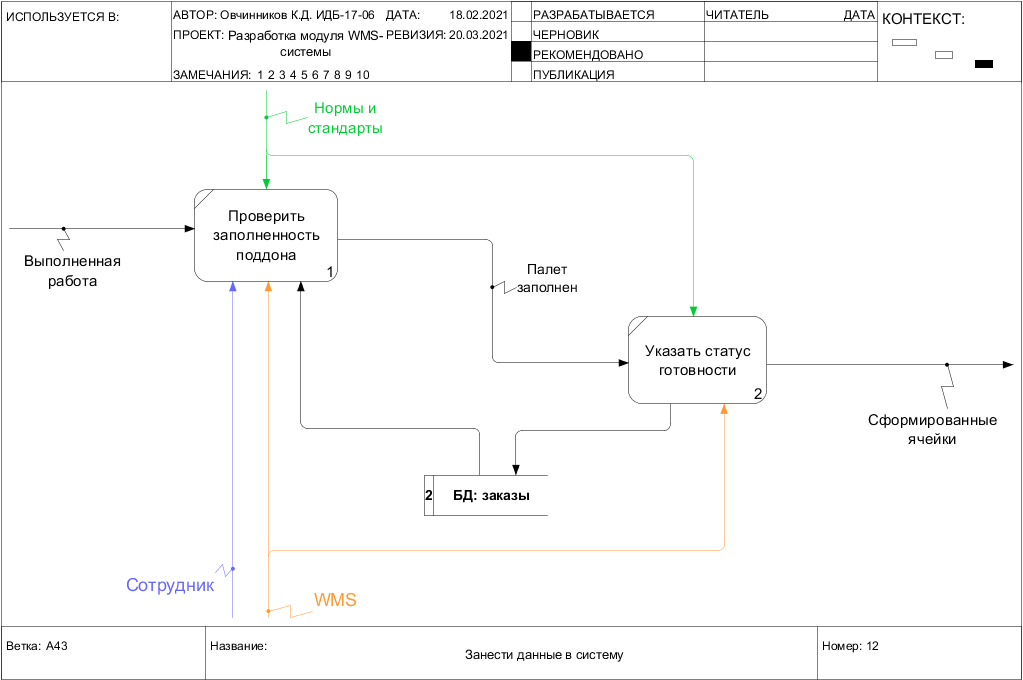 ИСПОЛЬЗУЕТСЯ В:
АВТОР: Овчинников К.Д. ИДБ-17-06 ДАТА: 18.02.2021
ПРОЕКТ: Разработка модуля WMS-системы
РЕВИЗИЯ: 20.03.2021
ЗАМЕЧАНИЯ: 1 2 3 4 5 6 7 8 9 10
РАЗРАБАТЫВАЕТСЯ
ЧЕРНОВИК
РЕКОМЕНДОВАНО
ПУБЛИКАЦИЯ
ЧИТАТЕЛЬ ДАТА
КОНТЕКСТ:
Нормы и
стандарты
Проверить
заполненность
поддона
1
Выполненная
работа
Палет
заполнен
Указать статус
готовности
2
Сформированные
ячейки
2 БД: заказы
Сотрудник
WMS
Ветка: A43
Название:
Занести данные в систему
Номер: 12